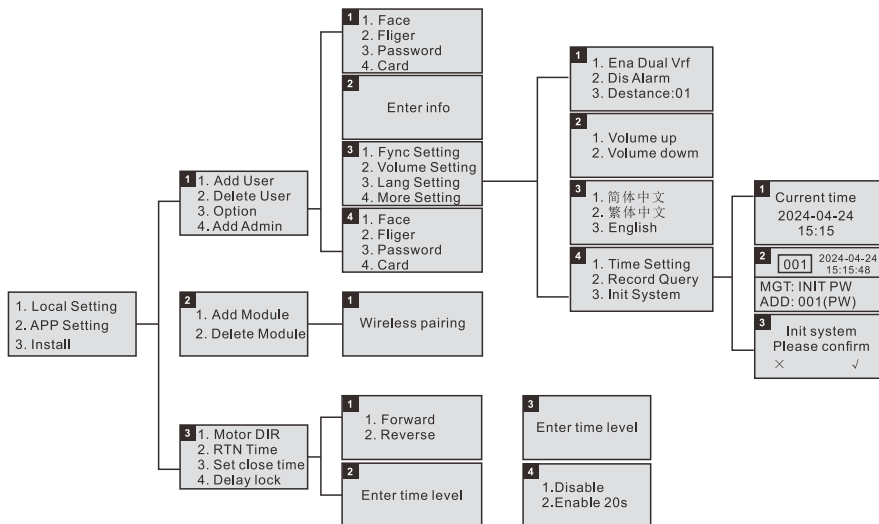 1. Local Setting
2. APP Setting
3. Install
1
1. Add User
2. Delete User
3. Option
4. Add Admin
2
1. Add Module
2. Delete Module
3
1. Motor DIR
2. RTN Time
3. Set close time
4. Delay lock
1
1. Face
2. Fliger
3. Password
4. Card
2
Enter info
3
1. Fync Setting
2. Volume Setting
3. Lang Setting
4. More Setting
4
1. Face
2. Fliger
3. Password
4. Card
1
Wireless pairing
1
1. Forward
2. Reverse
2
Enter time level
3
Enter time level
4
1.Disable
2.Enable 20s
1
1. Ena Dual Vrf
2. Dis Alarm
3. Destance:01
2
1. Volume up
2. Volume dowm
3
1. 简体中文
2. 繁体中文
3. English
4
1. Time Setting
2. Record Query
3. Init System
1
Current time
2024-04-24
15:15
2
001 2024-04-24
15:15:48
MGT: INIT PW
ADD: 001(PW)
3
Init system
Please confirm
× √